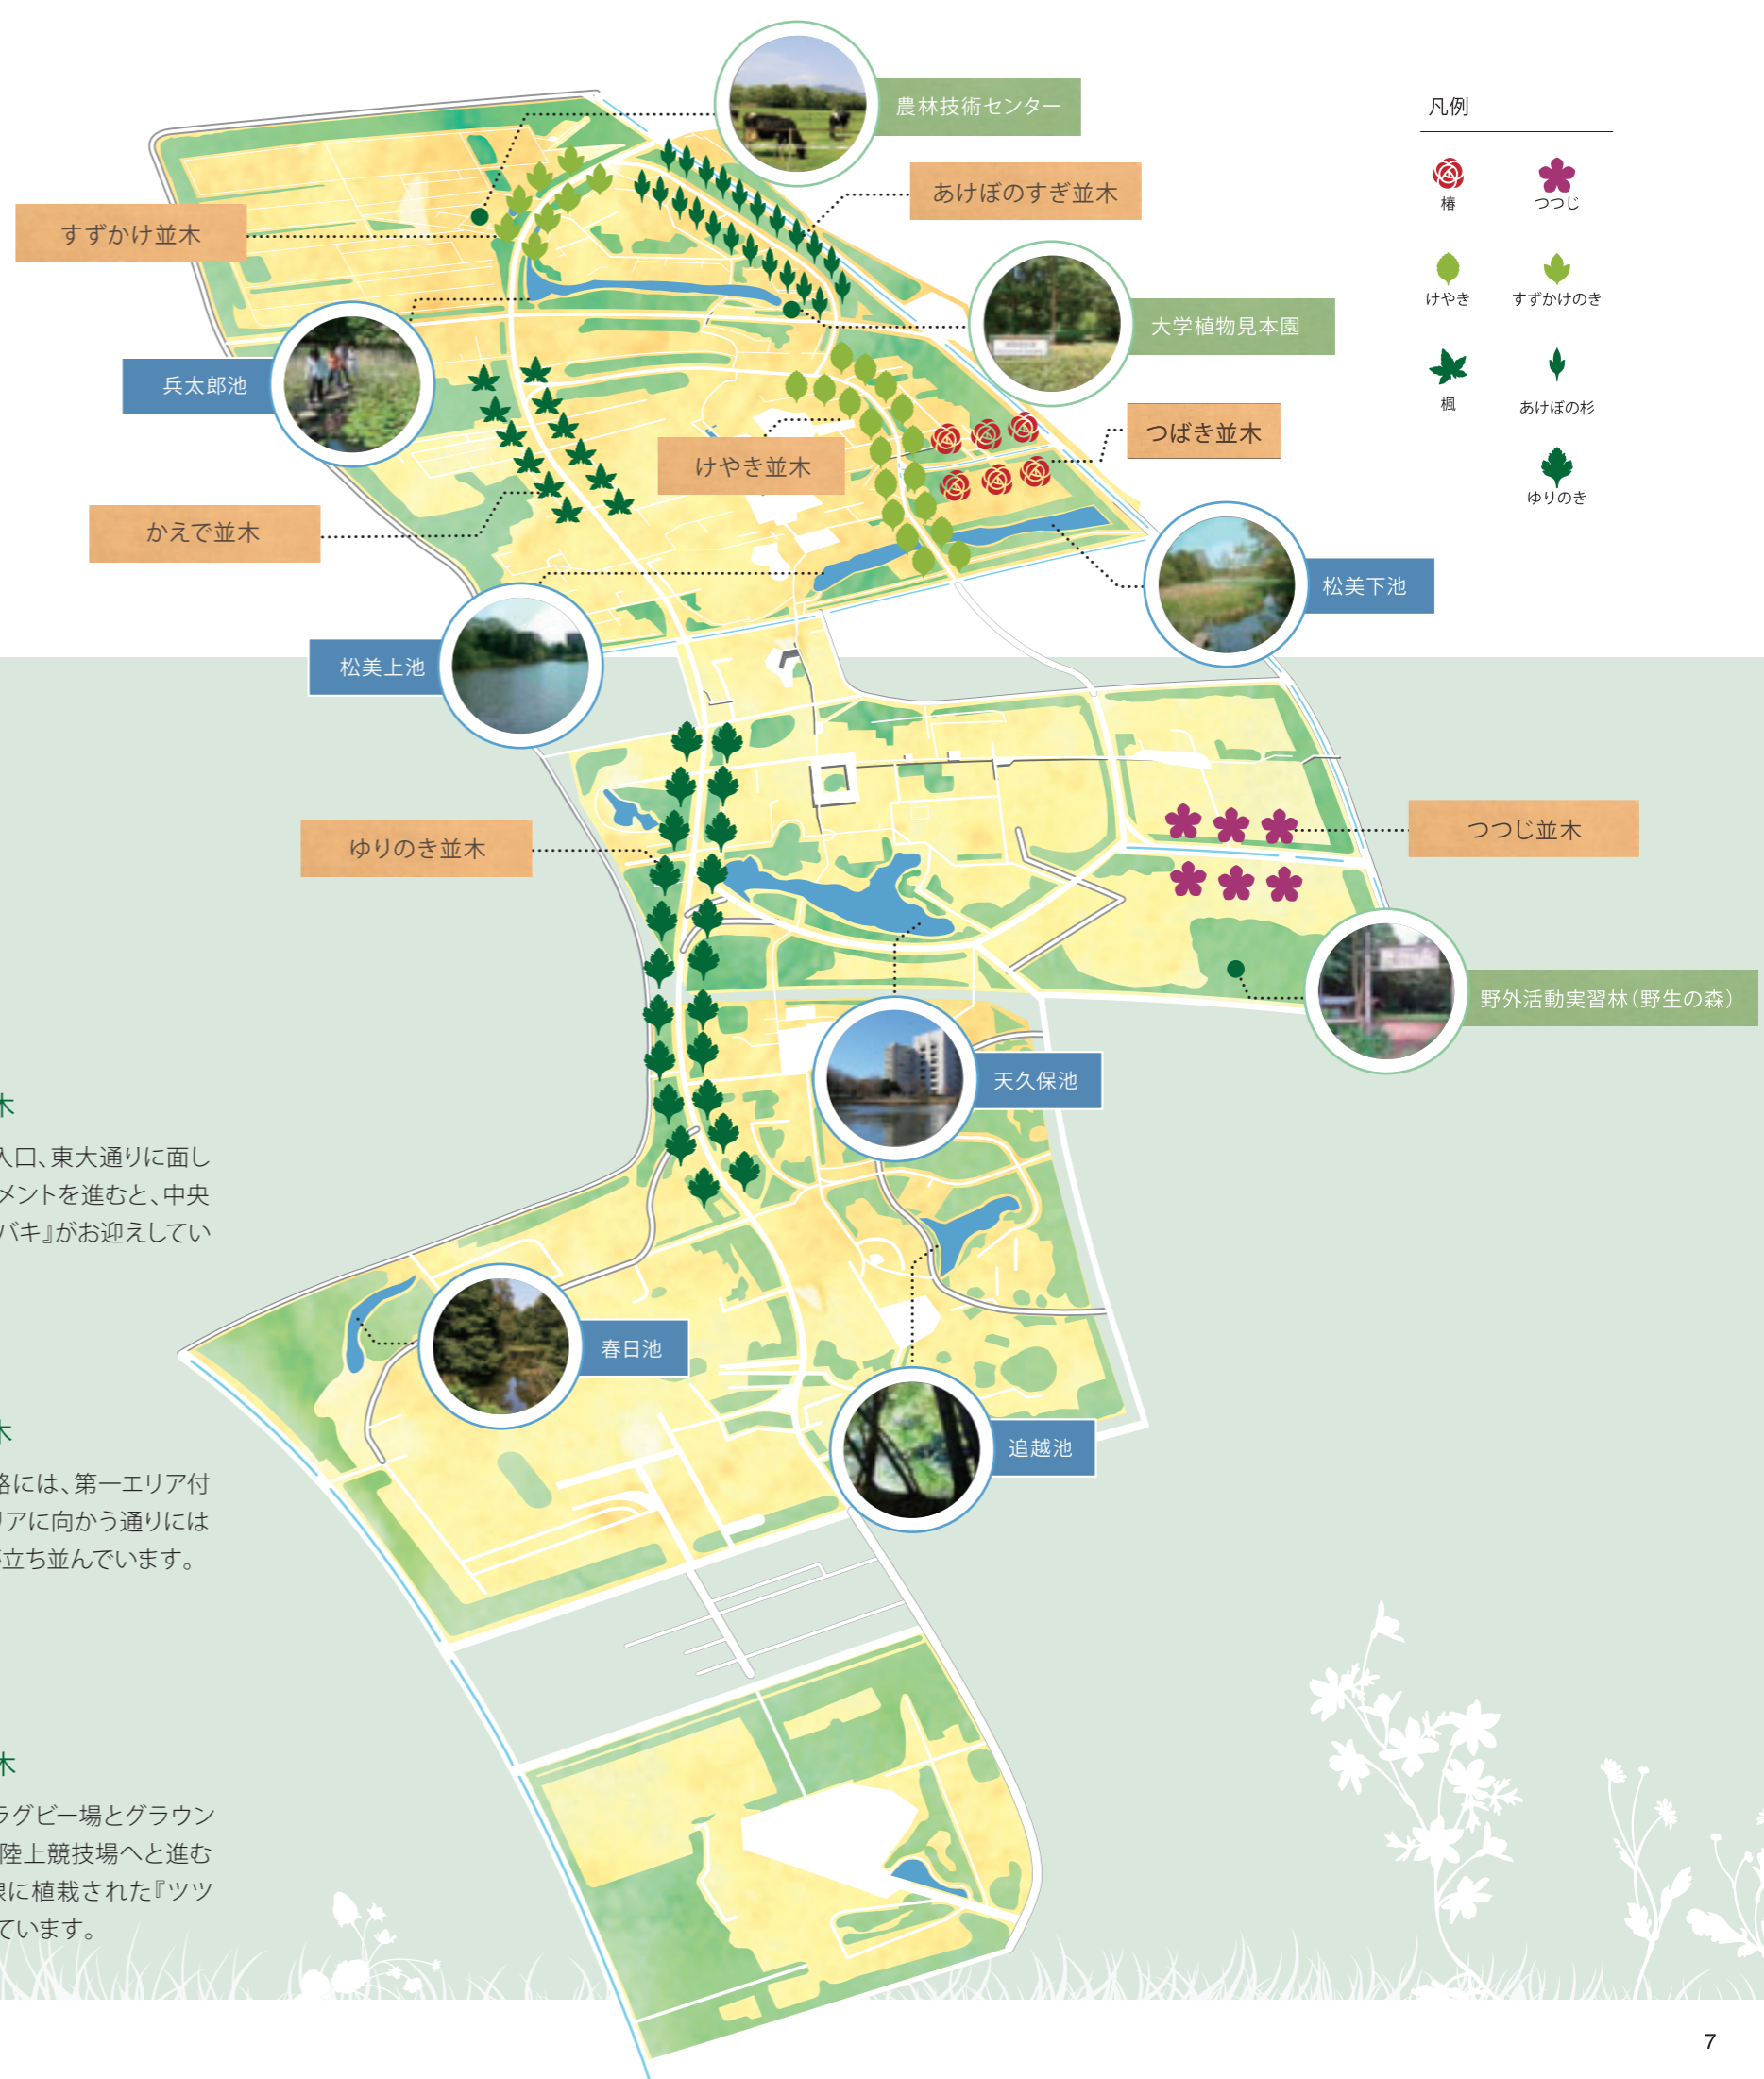 農林技術センター
凡例
あけぼのすぎ並木
椿
つつじ
すずかけ並木
けやき
すずかけのき
大学植物見本園
兵太郎池
楓
あけぼの杉
つばき並木
けやき並木
ゆりのき
かえで並木
松美下池
松美上池
つつじ並木
ゆりのき並木
野外活動実習林(野生の森)
天久保池
春日池
追越池
木
入口、東大通りに面し
メントを進むと、中央
バキ』がお迎えしてい
木
路には、第一エリア付
リアに向かう通りには
立ち並んでいます。
木
ラグビー場とグラウン
陸上競技場へと進む
に植栽された『ツツ
ています。
7